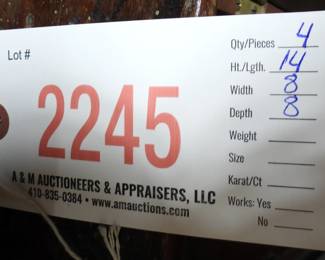 Lot #
2245
A & M AUCTIONEERS & APPRAISERS, LLC
410-835-0384 • www.amauctions.com
Qty/Pieces 4
Ht./Lgth. 14
Width 8
Depth 8
Weight
Size
Karat/Ct
Works: Yes
No